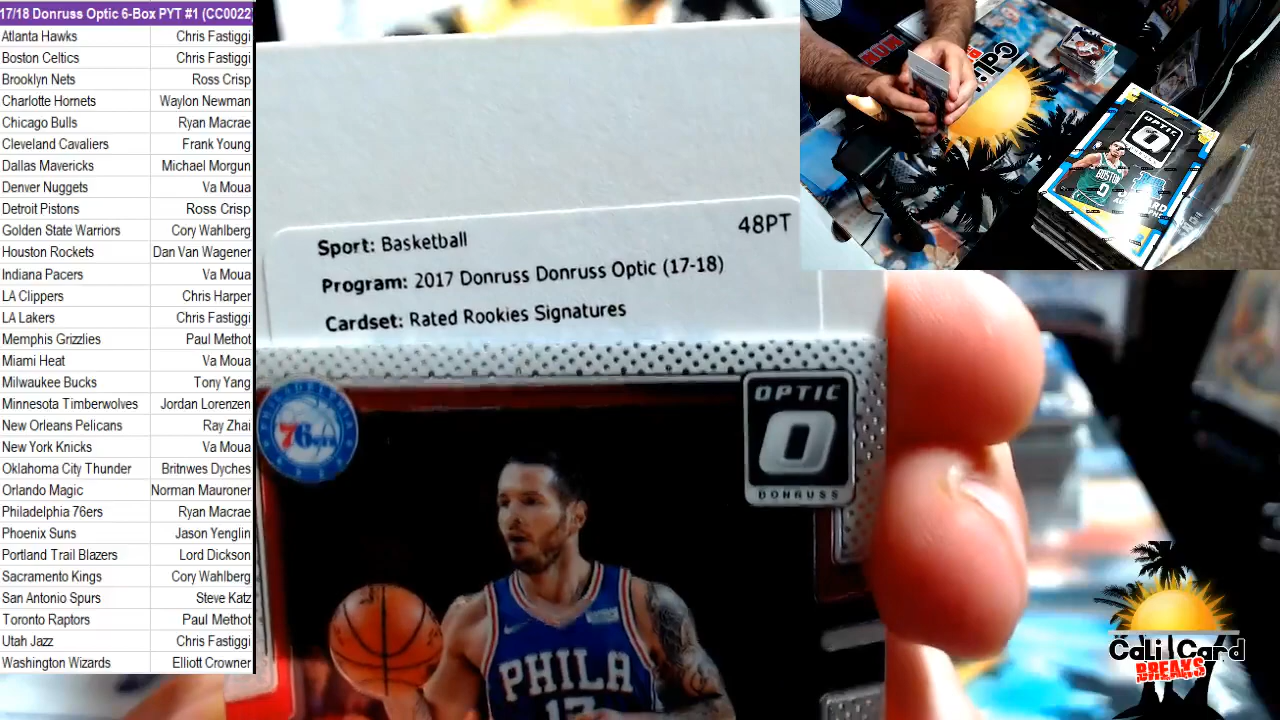 17/18 Donruss Optic 6-Box PYT #1 (CC0022
Atlanta Hawks Chris Fastiggi
Boston Celtics Chris Fastiggi
Brooklyn Nets Ross Crisp
Charlotte Hornets Waylon Newman
Chicago Bulls Ryan Macrae
Cleveland Cavaliers Frank Young
Dallas Mavericks Michael Morgun
Denver Nuggets Va Moua
Detroit Pistons Ross Crisp
Golden State Warriors Cory Wahlberg
Houston Rockets Dan Van Wagener
Indiana Pacers Va Moua
LA Clippers Chris Harper
LA Lakers Chris Fastiggi
Memphis Grizzlies Paul Methot
Miami Heat Va Moua
Milwaukee Bucks Tony Yang
Minnesota Timberwolves Jordan Lorenzen
New Orleans Pelicans Ray Zhai
New York Knicks Va Moua
Oklahoma City Thunder Britnwes Dyches
Orlando Magic Norman Mauroner
Philadelphia 76ers Ryan Macrae
Phoenix Suns Jason Yenglin
Portland Trail Blazers Lord Dickson
Sacramento Kings Cory Wahlberg
San Antonio Spurs Steve Katz
Toronto Raptors Paul Methot
Utah Jazz Chris Fastiggi
Washington Wizards Elliott Crowner
48PT
Sport: Basketball
Program: 2017 Donruss Donruss Optic (17-18)
Cardset: Rated Rookies Signatures
76ers
OPTIC
DONRUSS
PHILA
OPTIC
BOSTON
0
Cali Card
BREAKS